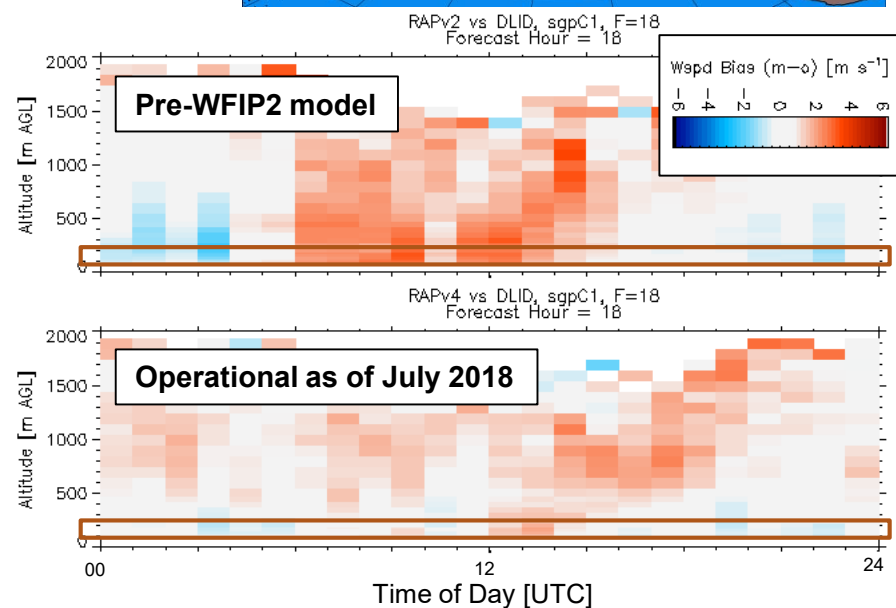 RAPv2 vs DLID, sgpC1, F=18
Forecast Hour = 18
Wspd Bias (m-o) [m s⁻¹]
-6 -4 -2 0 2 4 6
Pre-WFIP2 model
Altitude [m AGL]
2000
1500
1000
500
0
12
RAPv4 vs DLID, sgpC1, F=18
Forecast Hour = 18
Operational as of July 2018
Altitude [m AGL]
2000
1500
1000
500
0
00 12 24
Time of Day [UTC]